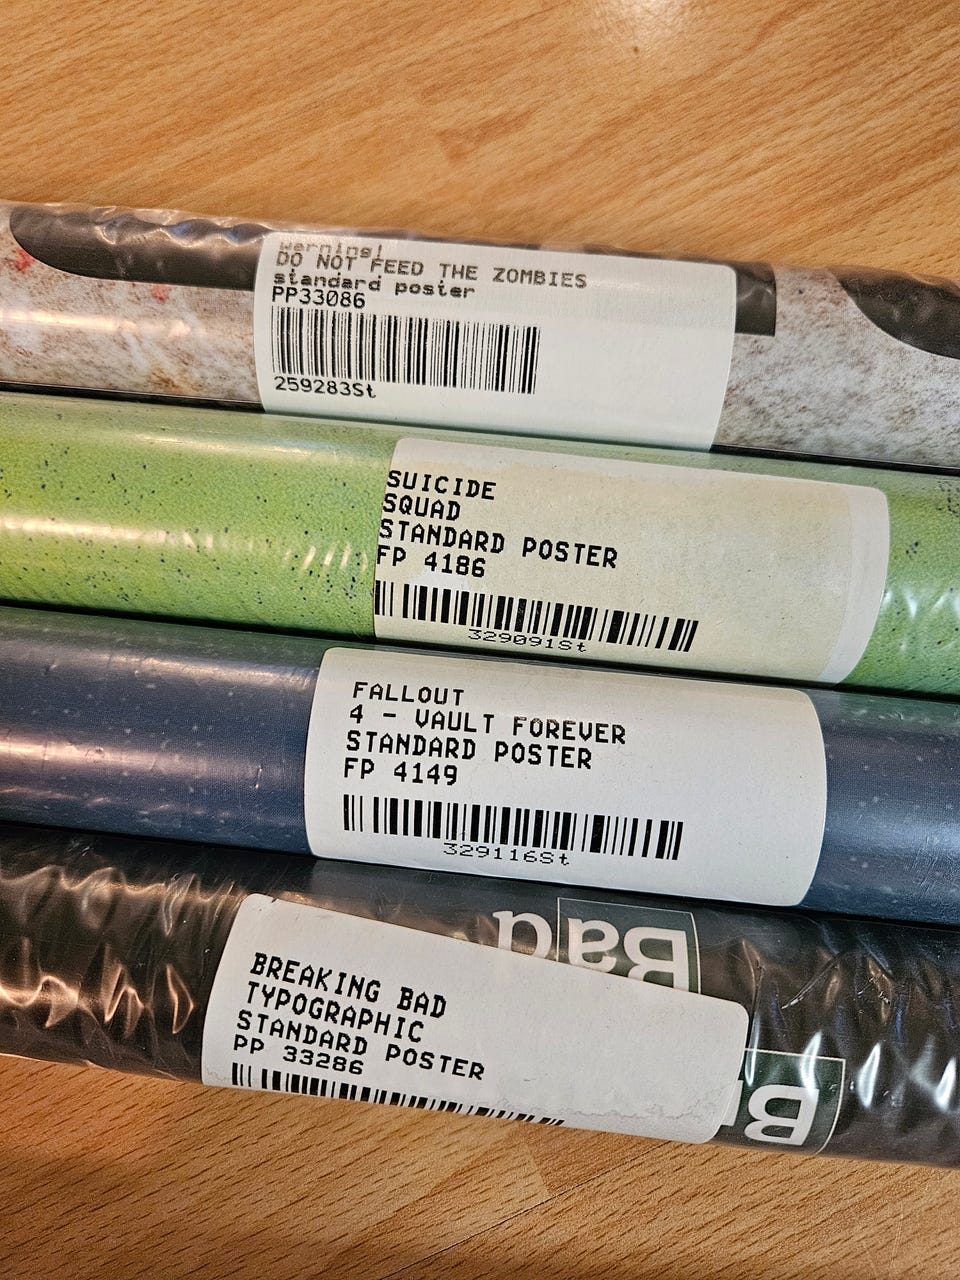 warning!
DO NOT FEED THE ZOMBIES
standard poster
PP33086
259283St
SUICIDE
SQUAD
STANDARD POSTER
FP 4186
329091St
FALLOUT
4 - VAULT FOREVER
STANDARD POSTER
FP 4149
329116St
Bad
BREAKING BAD
TYPOGRAPHIC
STANDARD POSTER
PP 33286